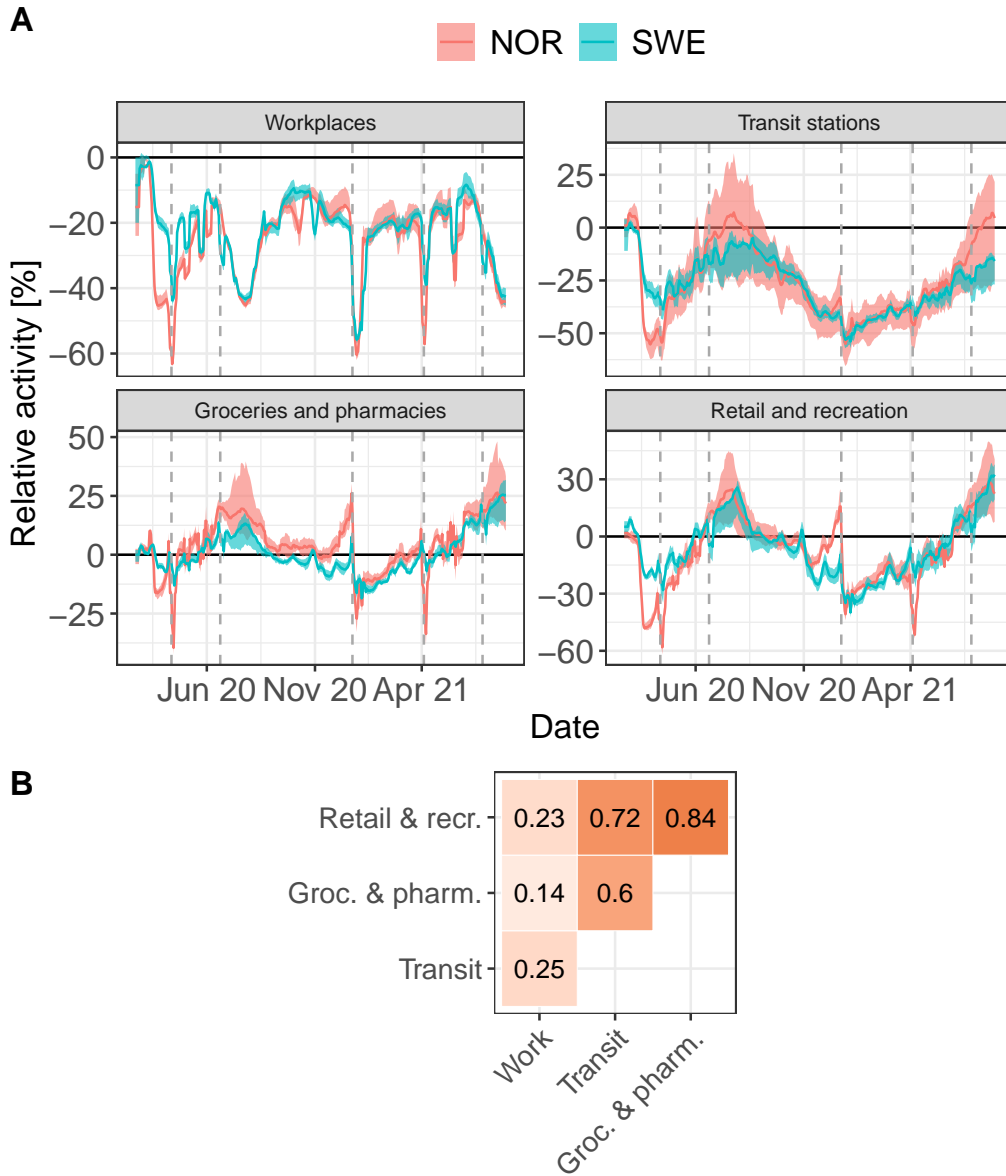 A
NOR SWE
Workplaces
Transit stations
0
−20
−40
−60
25
0
−25
−50
Groceries and pharmacies
Retail and recreation
50
25
0
−25
30
0
−30
−60
Relative activity [%]
Jun 20 Nov 20 Apr 21
Jun 20 Nov 20 Apr 21
Date
B
Retail & recr. 0.23 0.72 0.84
Groc. & pharm. 0.14 0.6
Transit 0.25
Work
Transit
Groc. & pharm.